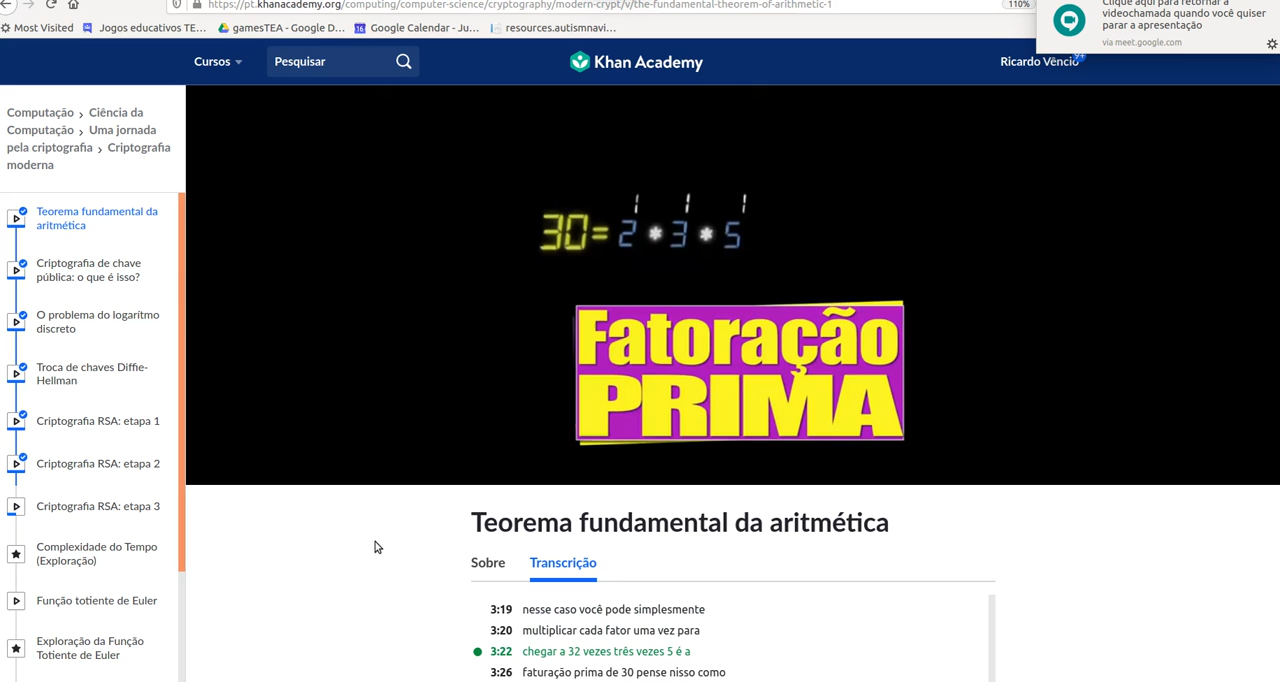 https://pt.khanacademy.org/computing/computer-science/cryptography/modern-crypt/v/the-fundamental-theorem-of-arithmetic-1
110%
Clique aqui para retornar à
videochamada quando você quiser
parar a apresentação
via meet.google.com
Most Visited
Jogos educativos TE...
gamesTEA - Google D...
16
Google Calendar - Ju...
resources.autismnavi...
Cursos
Pesquisar
Khan Academy
Ricardo Vêncio
9+
Computação > Ciência da
Computação > Uma jornada
pela criptografia > Criptografia
moderna
Teorema fundamental da
aritmética
Criptografia de chave
pública: o que é isso?
O problema do logaritmo
discreto
Troca de chaves Diffie-
Hellman
Criptografia RSA: etapa 1
Criptografia RSA: etapa 2
Criptografia RSA: etapa 3
Complexidade do Tempo
(Exploração)
Função totiente de Euler
Exploração da Função
Totiente de Euler
1 1 1
30= 2 * 3 * 5
Fatoração
PRIMA
Teorema fundamental da aritmética
Sobre
Transcrição
3:19 nesse caso você pode simplesmente
3:20 multiplicar cada fator uma vez para
3:22 chegar a 32 vezes três vezes 5 é a
3:26 faturação prima de 30 pense nisso como